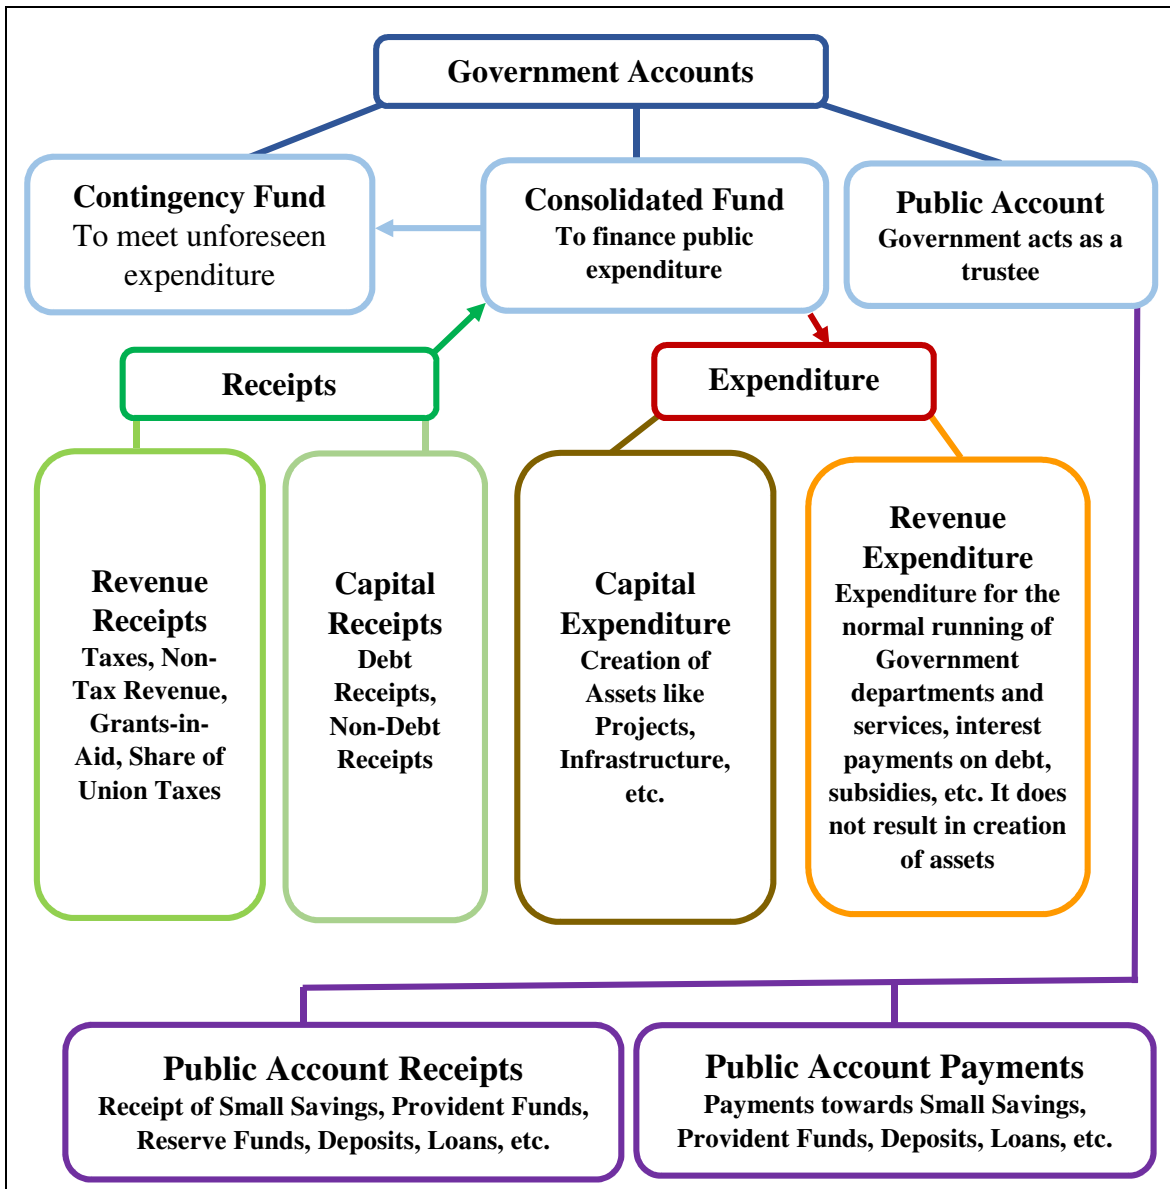 Government Accounts
Contingency Fund
To meet unforeseen
expenditure
Consolidated Fund
To finance public
expenditure
Public Account
Government acts as a
trustee
Receipts
Expenditure
Revenue
Receipts
Taxes, Non-
Tax Revenue,
Grants-in-
Aid, Share of
Union Taxes
Capital
Receipts
Debt
Receipts,
Non-Debt
Receipts
Capital
Expenditure
Creation of
Assets like
Projects,
Infrastructure,
etc.
Revenue
Expenditure
Expenditure for the
normal running of
Government
departments and
services, interest
payments on debt,
subsidies, etc. It does
not result in creation
of assets
Public Account Receipts
Receipt of Small Savings, Provident Funds,
Reserve Funds, Deposits, Loans, etc.
Public Account Payments
Payments towards Small Savings,
Provident Funds, Deposits, Loans, etc.